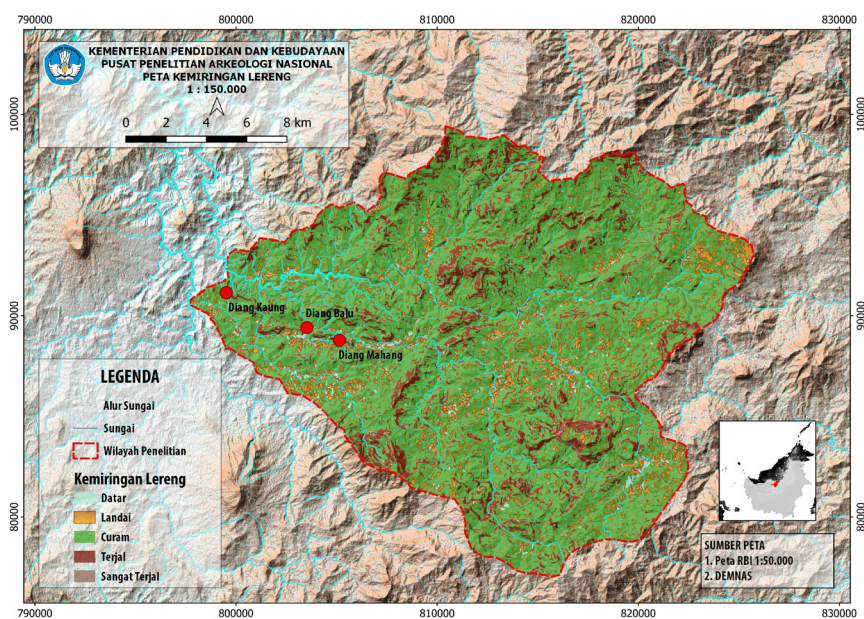 790000 800000 810000 820000 830000
KEMENTERIAN PENDIDIKAN DAN KEBUDAYAAN
PUSAT PENELITIAN ARKEOLOGI NASIONAL
PETA KEMIRINGAN LERENG
1 : 150.000
0 2 4 6 8 km
100000 100000
90000 90000
80000 80000
Diang Kaung
Diang Balu
Diang Mahang
LEGENDA
Alur Sungai
Sungai
Wilayah Penelitian
Kemiringan Lereng
Datar
Landai
Curam
Terjal
Sangat Terjal
SUMBER PETA
1. Peta RBI 1:50.000
2. DEMNAS
790000 800000 810000 820000 830000